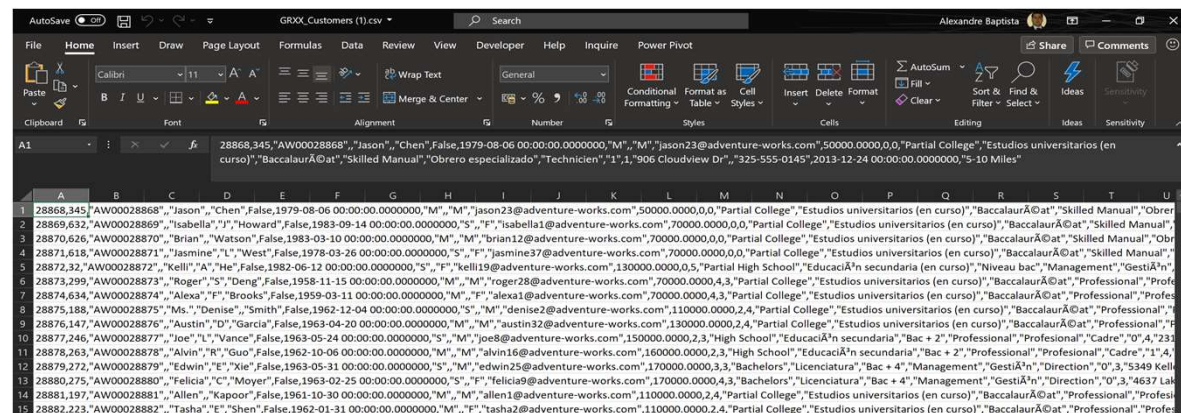 AutoSave Off GRXX_Customers (1).csv Search Alexandre Baptista
File Home Insert Draw Page Layout Formulas Data Review View Developer Help Inquire Power Pivot Share Comments
Paste Calibri 11 A A Wrap Text General Conditional Formatting Format as Table Cell Styles Insert Delete Format AutoSum Fill Clear Sort & Filter Find & Select Ideas Sensitivity
B I U A Merge & Center % 9
Clipboard Font Alignment Number Styles Cells Editing Ideas Sensitivity
A1 fx 28868,345,"AW00028868",,"Jason",,"Chen",False,1979-08-06 00:00:00.0000000,"M",,"M","jason23@adventure-works.com",50000.0000,0,0,"Partial College","Estudios universitarios (en
curso)","BaccalaurÃ©at","Skilled Manual","Obrero especializado","Technicien","1",1,"906 Cloudview Dr",,"325-555-0145",2013-12-24 00:00:00.0000000,"5-10 Miles"
A B C D E F G H I J K L M N O P Q R S T U
1 28868,345,"AW00028868",,"Jason",,"Chen",False,1979-08-06 00:00:00.0000000,"M",,"M","jason23@adventure-works.com",50000.0000,0,0,"Partial College","Estudios universitarios (en curso)","BaccalaurÃ©at","Skilled Manual","Obrer
2 28869,632,"AW00028869",,"Isabella","J","Howard",False,1983-09-14 00:00:00.0000000,"S",,"F","isabella1@adventure-works.com",70000.0000,0,0,"Partial College","Estudios universitarios (en curso)","BaccalaurÃ©at","Skilled Manual","
3 28870,626,"AW00028870",,"Brian",,"Watson",False,1983-03-10 00:00:00.0000000,"M",,"M","brian12@adventure-works.com",70000.0000,0,0,"Partial College","Estudios universitarios (en curso)","BaccalaurÃ©at","Skilled Manual","Obr
4 28871,618,"AW00028871",,"Jasmine","L","West",False,1978-03-26 00:00:00.0000000,"S",,"F","jasmine37@adventure-works.com",70000.0000,0,0,"Partial College","Estudios universitarios (en curso)","BaccalaurÃ©at","Skilled Manual","
5 28872,32,"AW00028872",,"Kelli","A","He",False,1982-06-12 00:00:00.0000000,"S",,"F","kelli19@adventure-works.com",130000.0000,0,5,"Partial High School","EducaciÃ³n secundaria (en curso)","Niveau bac","Management","GestiÃ³n",
6 28873,299,"AW00028873",,"Roger","S","Deng",False,1958-11-15 00:00:00.0000000,"M",,"M","roger28@adventure-works.com",70000.0000,4,3,"Partial College","Estudios universitarios (en curso)","BaccalaurÃ©at","Professional","Profe
7 28874,634,"AW00028874",,"Alexa","F","Brooks",False,1959-03-11 00:00:00.0000000,"M",,"F","alexa1@adventure-works.com",70000.0000,4,3,"Partial College","Estudios universitarios (en curso)","BaccalaurÃ©at","Professional","Profes
8 28875,188,"AW00028875","Ms.","Denise",,"Smith",False,1962-12-04 00:00:00.0000000,"S",,"M","denise2@adventure-works.com",110000.0000,2,4,"Partial College","Estudios universitarios (en curso)","BaccalaurÃ©at","Professional","
9 28876,147,"AW00028876",,"Austin","D","Garcia",False,1963-04-20 00:00:00.0000000,"M",,"M","austin32@adventure-works.com",130000.0000,2,4,"Partial College","Estudios universitarios (en curso)","BaccalaurÃ©at","Professional","P
10 28877,246,"AW00028877",,"Joe","L","Vance",False,1963-05-24 00:00:00.0000000,"S",,"M","joe8@adventure-works.com",150000.0000,2,3,"High School","EducaciÃ³n secundaria","Bac + 2","Professional","Profesional","Cadre","0",4,"231
11 28878,263,"AW00028878",,"Alvin","R","Guo",False,1962-10-06 00:00:00.0000000,"M",,"M","alvin16@adventure-works.com",160000.0000,2,3,"High School","EducaciÃ³n secundaria","Bac + 2","Professional","Profesional","Cadre","1",4,"
12 28879,272,"AW00028879",,"Edwin","E","Xie",False,1963-05-31 00:00:00.0000000,"S",,"M","edwin25@adventure-works.com",170000.0000,3,3,"Bachelors","Licenciatura","Bac + 4","Management","GestiÃ³n","Direction","0",3,"5349 Kelle
13 28880,275,"AW00028880",,"Felicia","C","Moyer",False,1963-02-25 00:00:00.0000000,"S",,"F","felicia9@adventure-works.com",170000.0000,4,3,"Bachelors","Licenciatura","Bac + 4","Management","GestiÃ³n","Direction","0",3,"4637 Lak
14 28881,197,"AW00028881",,"Allen",,"Kapoor",False,1961-10-30 00:00:00.0000000,"M",,"M","allen1@adventure-works.com",110000.0000,2,4,"Partial College","Estudios universitarios (en curso)","BaccalaurÃ©at","Professional","Profesi
15 28882,223,"AW00028882",,"Tasha","E","Shen",False,1962-01-31 00:00:00.0000000,"M",,"F","tasha2@adventure-works.com",110000.0000,2,4,"Partial College","Estudios universitarios (en curso)","BaccalaurÃ©at","Professional","Profes